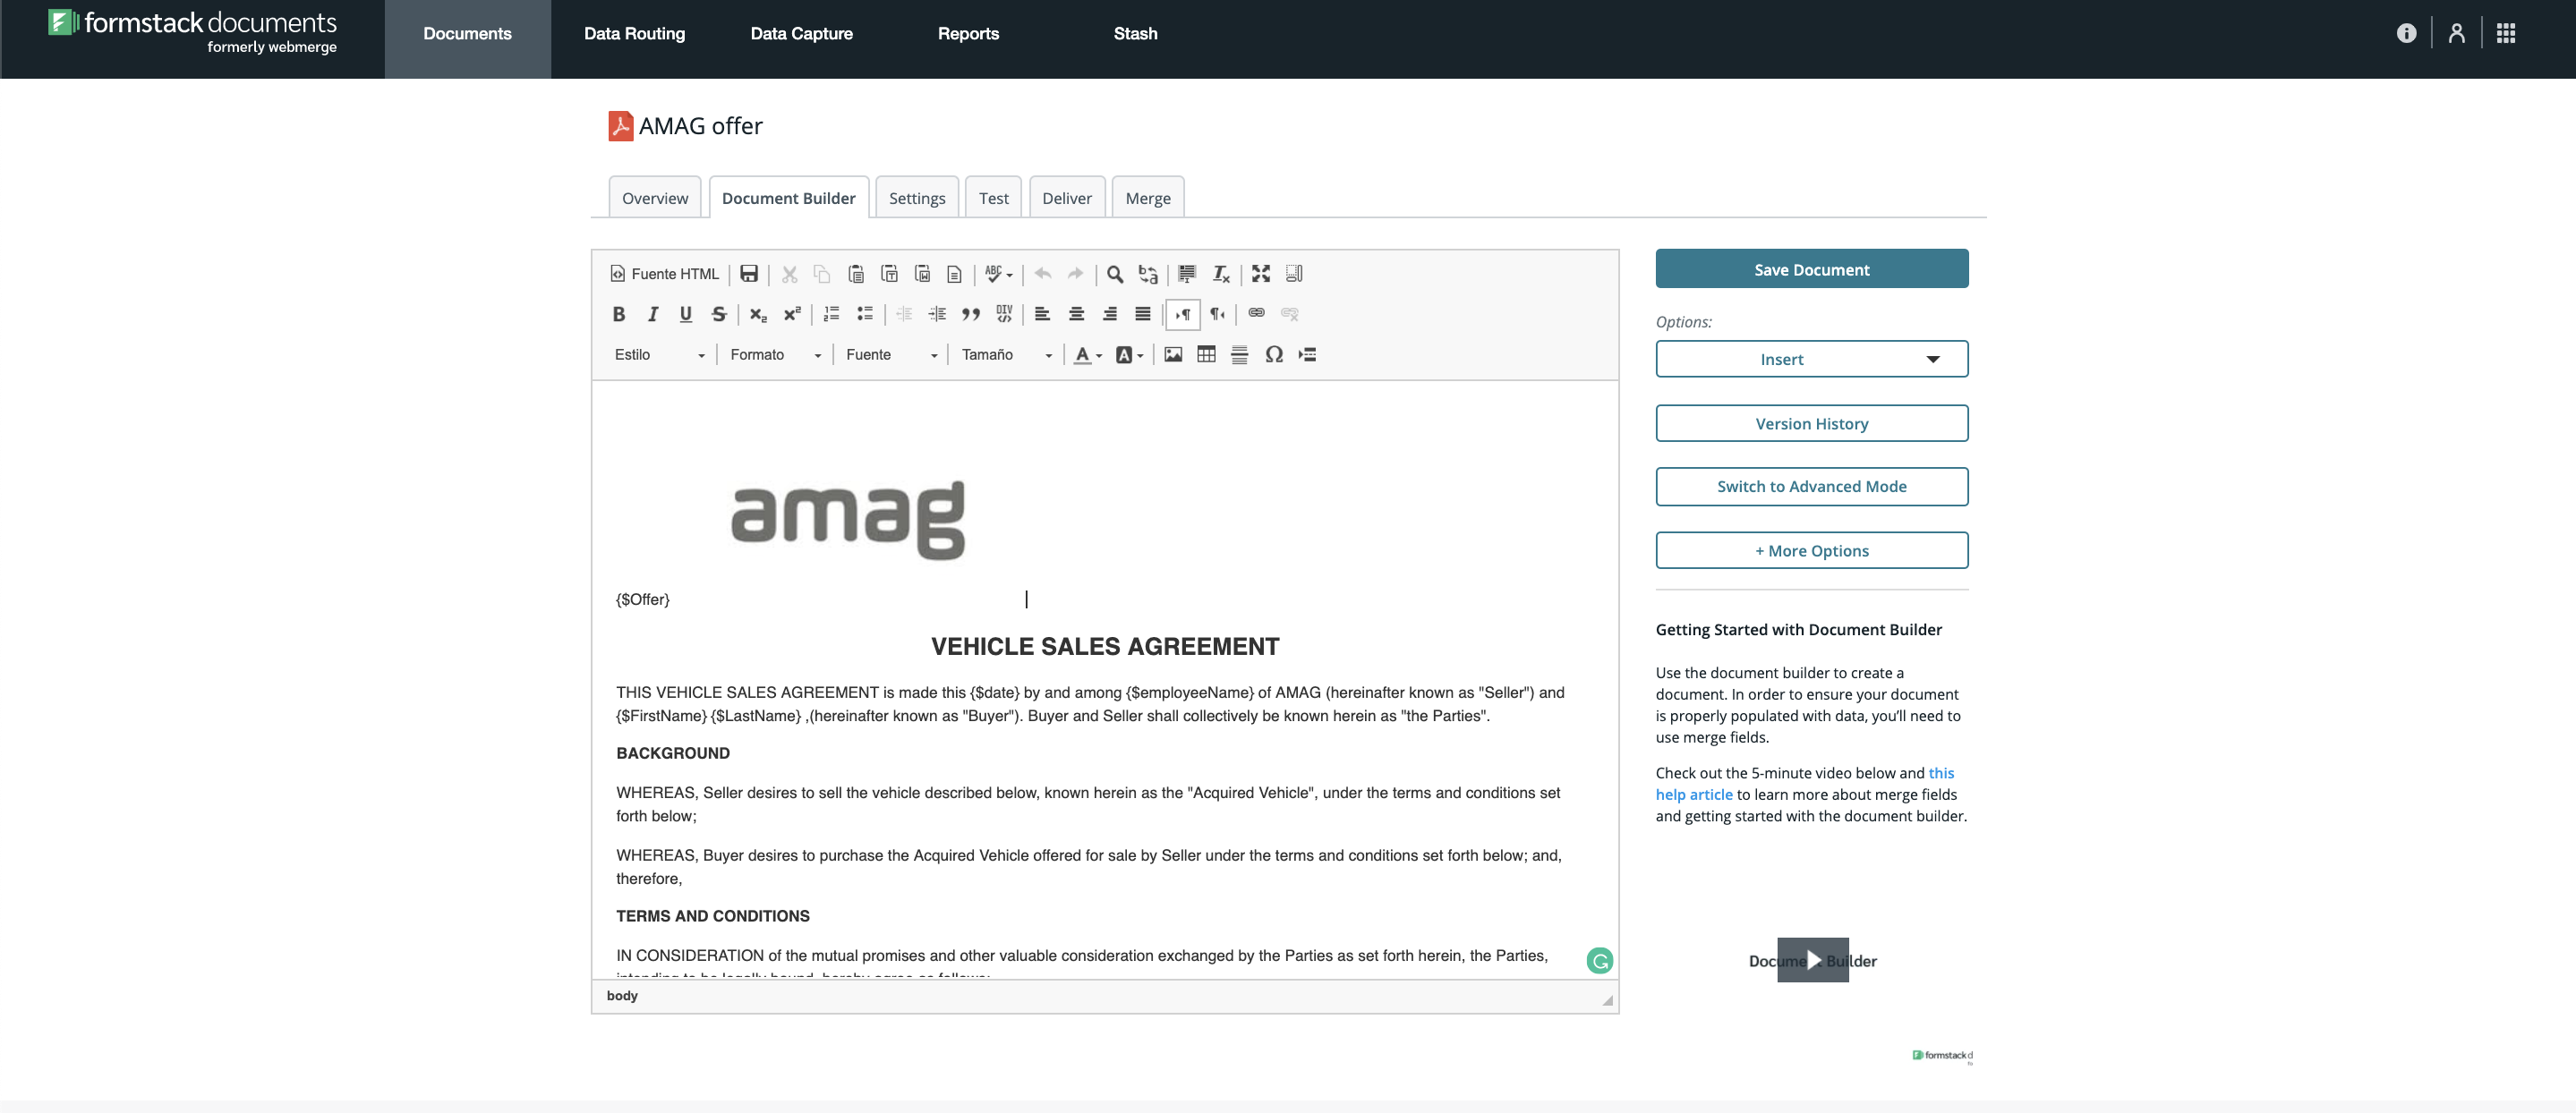 formstack documents
formerly webmerge
Documents
Data Routing
Data Capture
Reports
Stash
AMAG offer
Overview
Document Builder
Settings
Test
Deliver
Merge
Fuente HTML
Estilo
Formato
Fuente
Tamaño
amag
{$Offer}
VEHICLE SALES AGREEMENT
THIS VEHICLE SALES AGREEMENT is made this {$date} by and among {$employeeName} of AMAG (hereinafter known as "Seller") and
{$FirstName} {$LastName} ,(hereinafter known as "Buyer"). Buyer and Seller shall collectively be known herein as "the Parties".
BACKGROUND
WHEREAS, Seller desires to sell the vehicle described below, known herein as the "Acquired Vehicle", under the terms and conditions set
forth below;
WHEREAS, Buyer desires to purchase the Acquired Vehicle offered for sale by Seller under the terms and conditions set forth below; and,
therefore,
TERMS AND CONDITIONS
IN CONSIDERATION of the mutual promises and other valuable consideration exchanged by the Parties as set forth herein, the Parties,
intending to be legally bound, hereby agree as follows:
body
Save Document
Options:
Insert
Version History
Switch to Advanced Mode
+ More Options
Getting Started with Document Builder
Use the document builder to create a
document. In order to ensure your document
is properly populated with data, you'll need to
use merge fields.
Check out the 5-minute video below and this
help article to learn more about merge fields
and getting started with the document builder.
Document Builder
formstack d